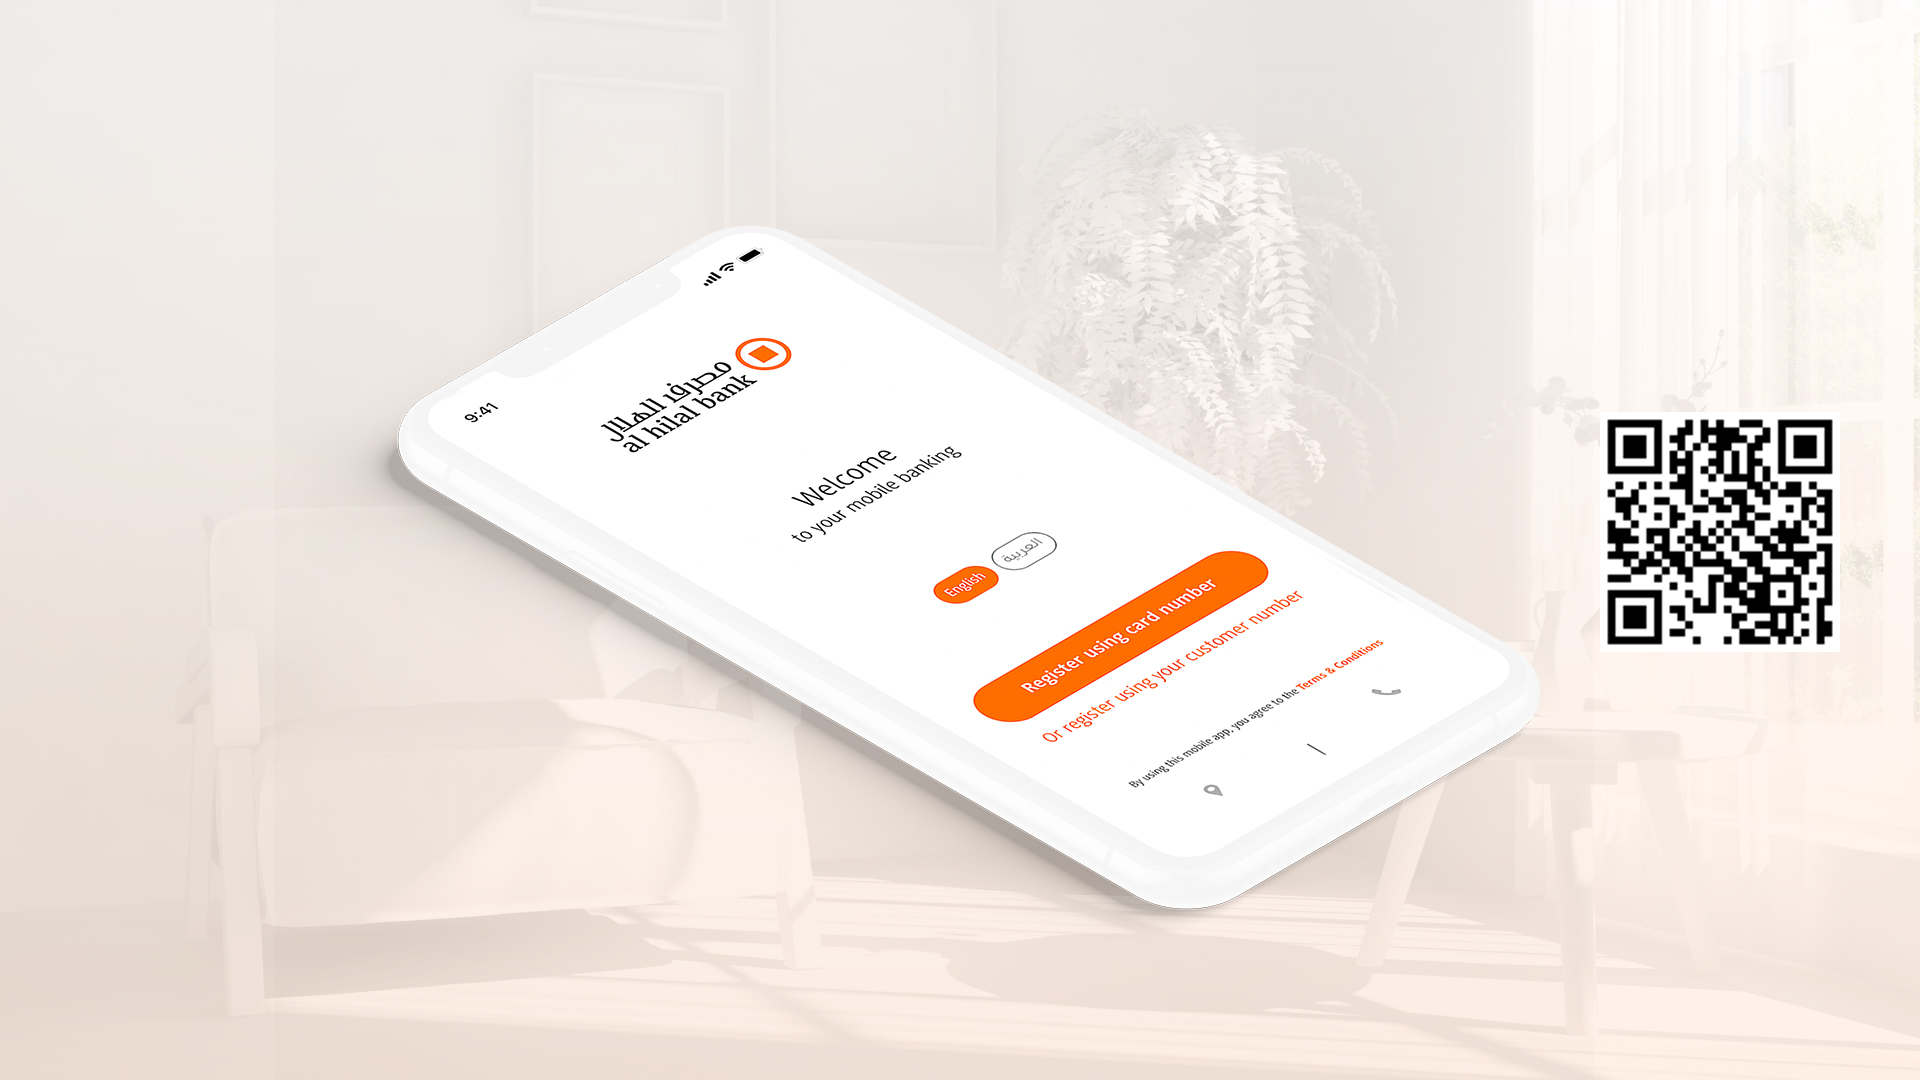 9:41
مصرف الهلال
al hilal bank
Welcome
to your mobile banking
English
العربية
Register using card number
Or register using your customer number
By using this mobile app, you agree to the Terms & Conditions